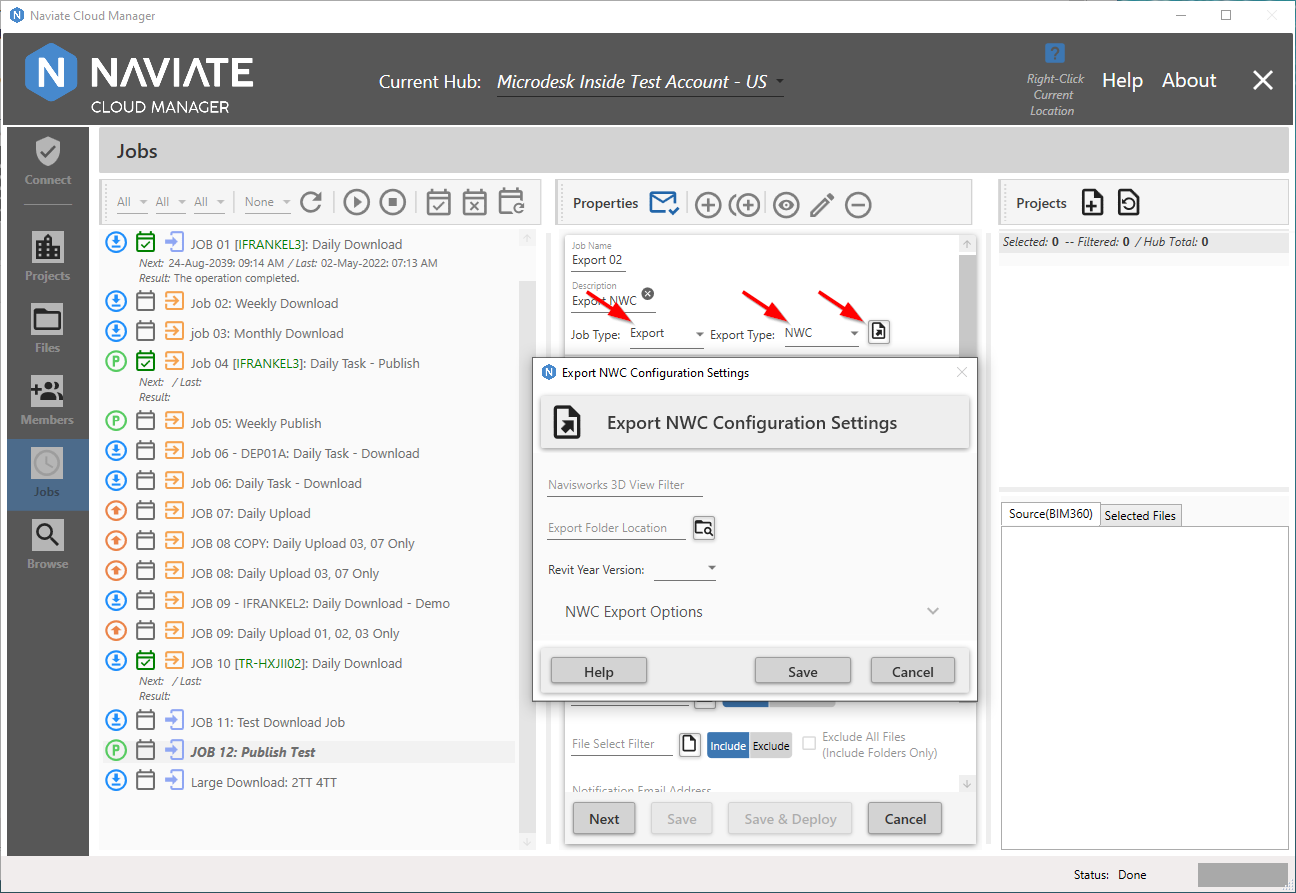 Naviate Cloud Manager
NAVIATE
CLOUD MANAGER
Current Hub: Microdesk Inside Test Account - US
?
Right-Click
Current
Location
Help
About
Connect
Projects
Files
Members
Jobs
Browse
Jobs
All All All None
JOB 01 [IFRANKEL3]: Daily Download
Next: 24-Aug-2039: 09:14 AM / Last: 02-May-2022: 07:13 AM
Result: The operation completed.
Job 02: Weekly Download
job 03: Monthly Download
Job 04 [IFRANKEL3]: Daily Task - Publish
Next: / Last:
Result:
Job 05: Weekly Publish
Job 06 - DEP01A: Daily Task - Download
Job 06: Daily Task - Download
JOB 07: Daily Upload
JOB 08 COPY: Daily Upload 03, 07 Only
JOB 08: Daily Upload 03, 07 Only
JOB 09 - IFRANKEL2: Daily Download - Demo
JOB 09: Daily Upload 01, 02, 03 Only
JOB 10 [TR-HXJII02]: Daily Download
Next: / Last:
Result:
JOB 11: Test Download Job
JOB 12: Publish Test
Large Download: 2TT 4TT
Properties
Job Name
Export 02
Description
Export NWC
Job Type: Export Export Type: NWC
Export NWC Configuration Settings
Export NWC Configuration Settings
Navisworks 3D View Filter
Export Folder Location
Revit Year Version:
NWC Export Options
Help Save Cancel
File Select Filter
Include Exclude
Exclude All Files
(Include Folders Only)
Notification Email Address
Next Save Save & Deploy Cancel
Projects
Selected: 0 -- Filtered: 0 / Hub Total: 0
Source(BIM360) Selected Files
Status: Done